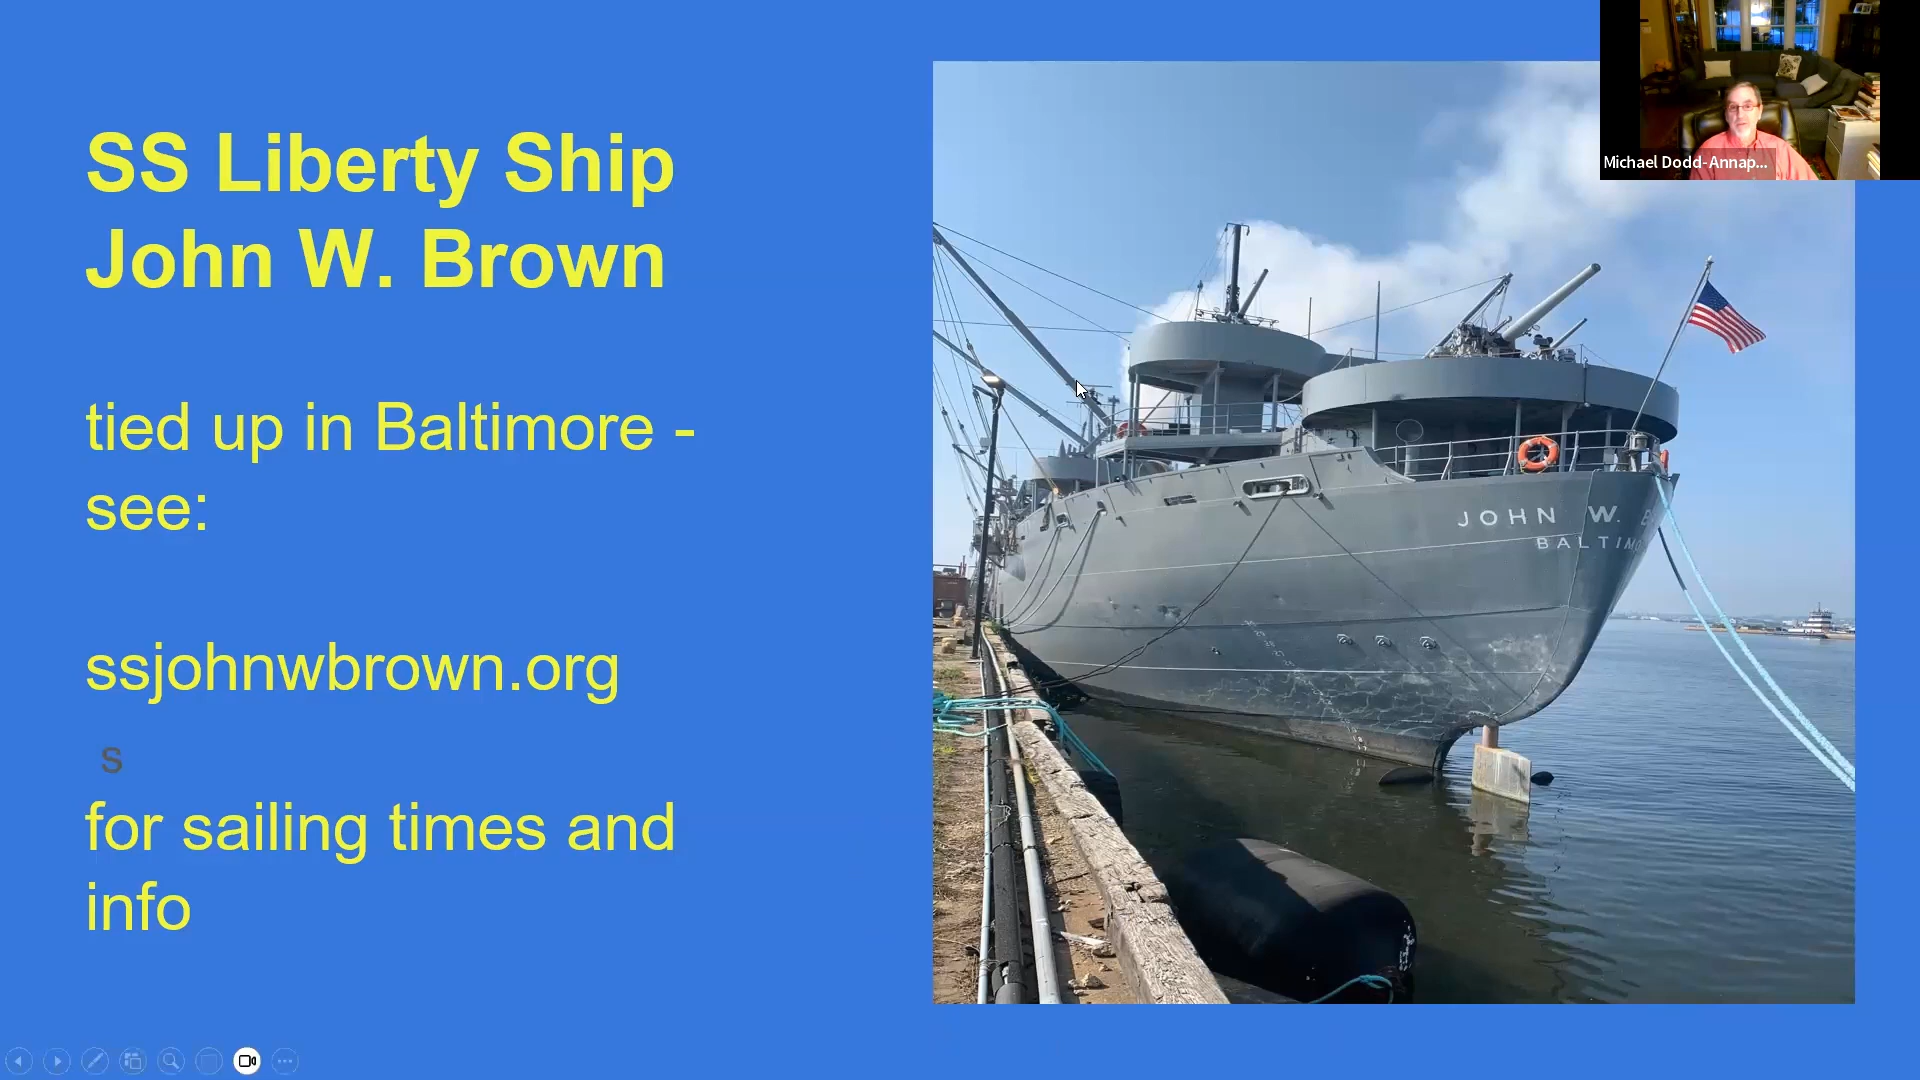 SS Liberty Ship
John W. Brown
tied up in Baltimore -
see:
ssjohnwbrown.org
s
for sailing times and
info
JOHN W. B
BALTIMO
Michael Dodd-Annap...